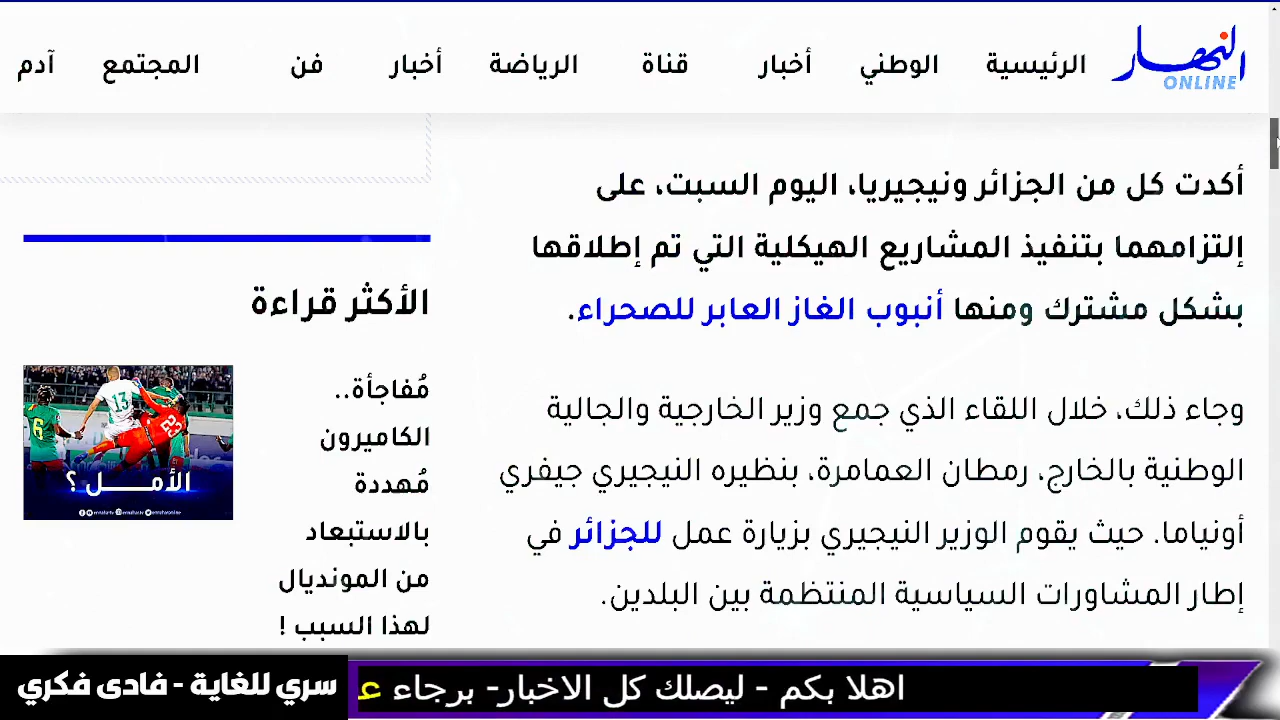 النهار
ONLINE
الرئيسية الوطني أخبار قناة الرياضة أخبار فن المجتمع آدم
أكدت كل من الجزائر ونيجيريا، اليوم السبت، على
إلتزامهما بتنفيذ المشاريع الهيكلية التي تم إطلاقها
بشكل مشترك ومنها أنبوب الغاز العابر للصحراء.
وجاء ذلك، خلال اللقاء الذي جمع وزير الخارجية والجالية
الوطنية بالخارج، رمطان العمامرة، بنظيره النيجيري جيفري
أونياما. حيث يقوم الوزير النيجيري بزيارة عمل للجزائر في
إطار المشاورات السياسية المنتظمة بين البلدين.
الأكثر قراءة
مُفاجأة..
الكاميرون
مُهددة
بالاستبعاد
من المونديال
لهذا السبب !
6
13
23
الأمـــل ؟
اهلا بكم - ليصلك كل الاخبار- برجاء ع
سري للغاية - فادى فكري